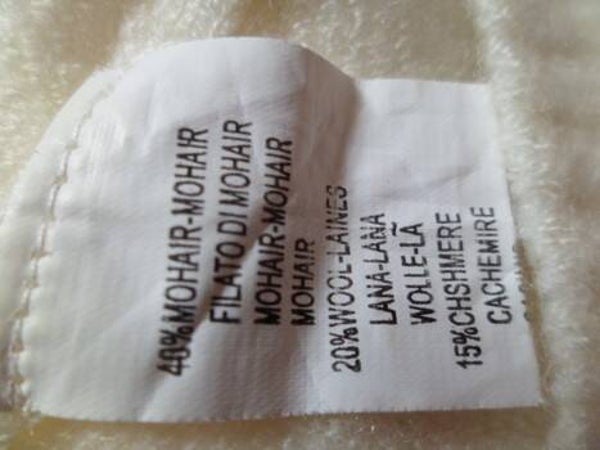 40%MOHAIR-MOHAIR
FILATO DI MOHAIR
MOHAIR-MOHAIR
MOHAIR
20%WOOL-LAINES
LANA-LANA
WOLLE-LÃ
15%CHSHMERE
CACHEMIRE